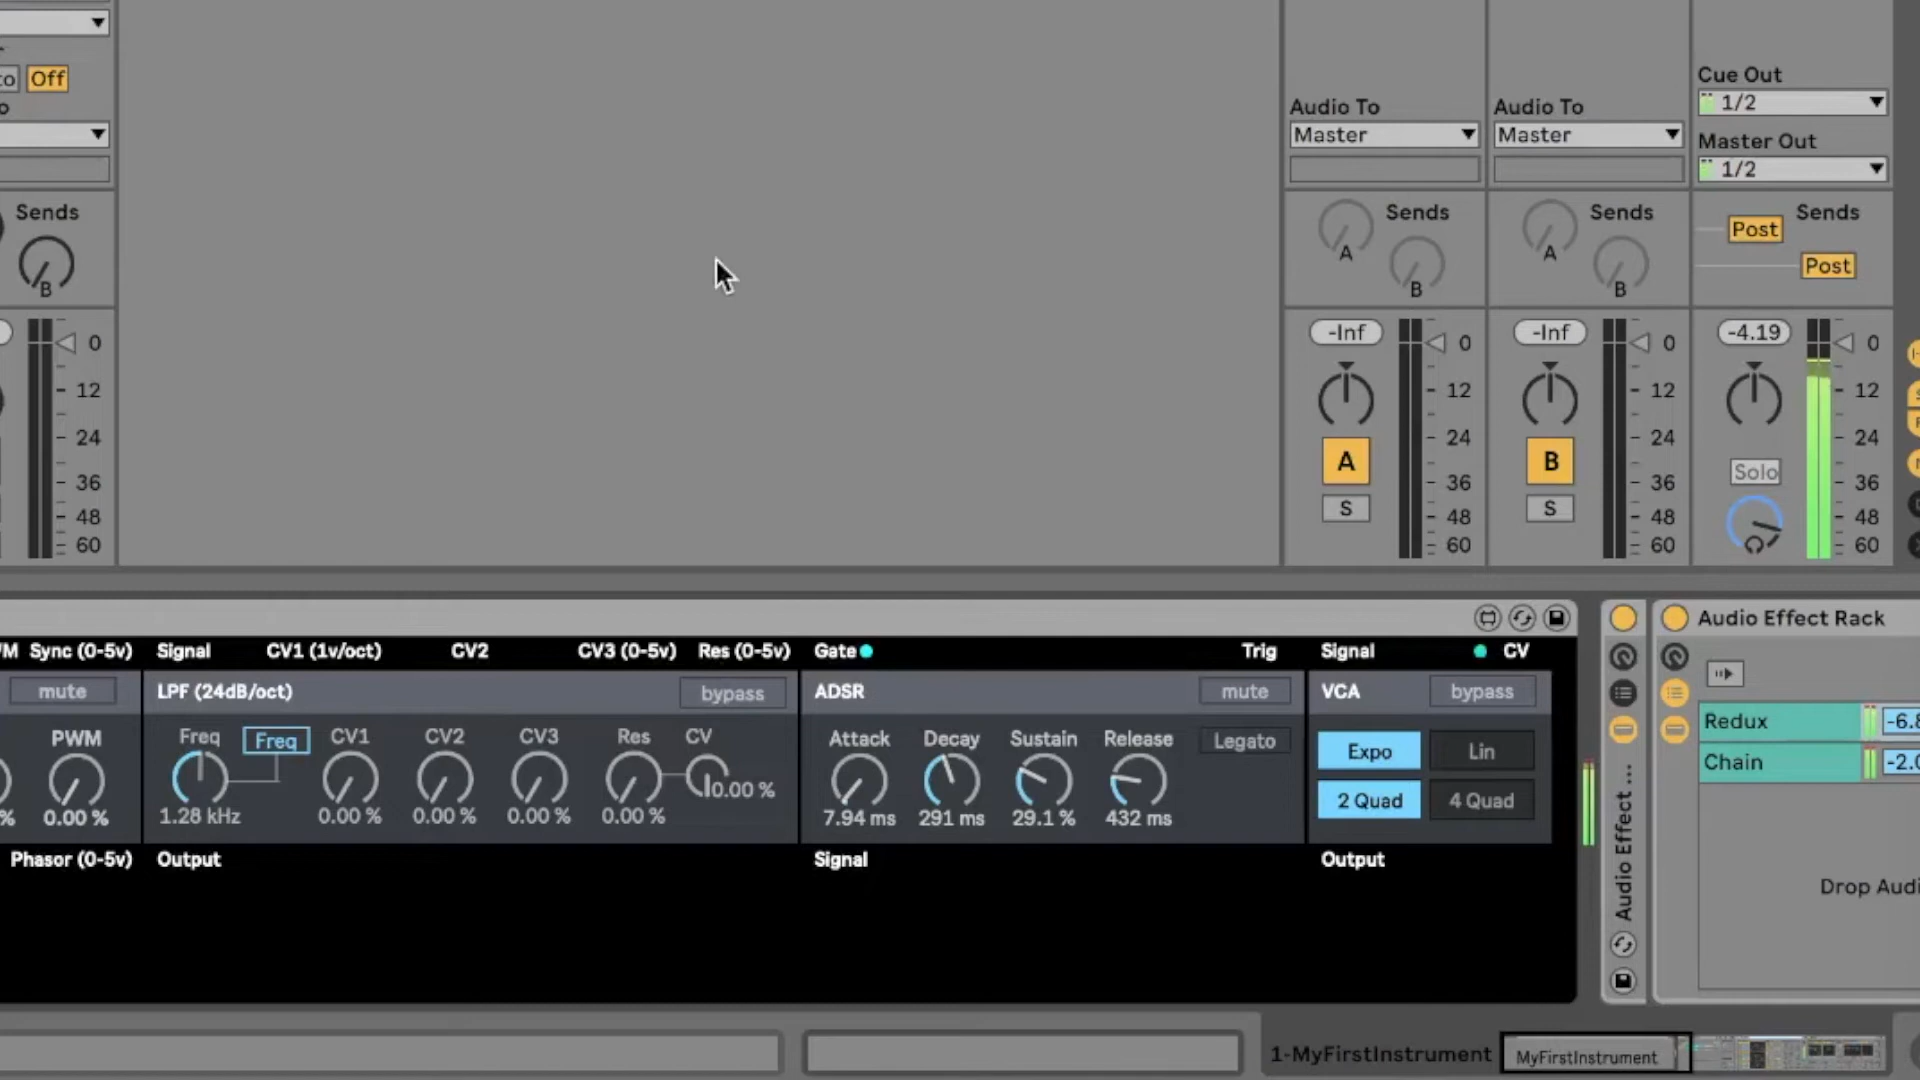 Off
Cue Out
1/2
Audio To
Audio To
Master
Master
Master Out
1/2
Sends
B
Sends
A
B
Sends
A
B
Sends
Post
Post
0
12
24
36
48
60
-Inf
0
A
12
24
S
36
48
60
-Inf
0
B
12
24
S
36
48
60
-4.19
0
12
24
Solo
36
48
60
Audio Effect Rack
Sync (0-5v)
Signal
CV1 (1v/oct)
CV2
CV3 (0-5v)
Res (0-5v)
Gate
Trig
Signal
CV
mute
LPF (24dB/oct)
bypass
ADSR
mute
VCA
bypass
PWM
Freq
Freq
CV1
CV2
CV3
Res
CV
Attack
Decay
Sustain
Release
Legato
Expo
Lin
2 Quad
4 Quad
%
0.00 %
1.28 kHz
0.00 %
0.00 %
0.00 %
0.00 %
0.00 %
7.94 ms
291 ms
29.1 %
432 ms
Phasor (0-5v)
Output
Signal
Output
Audio Effect ...
Redux
-6.8
Chain
-2.0
Drop Audi
1-MyFirstInstrument
MyFirstInstrument